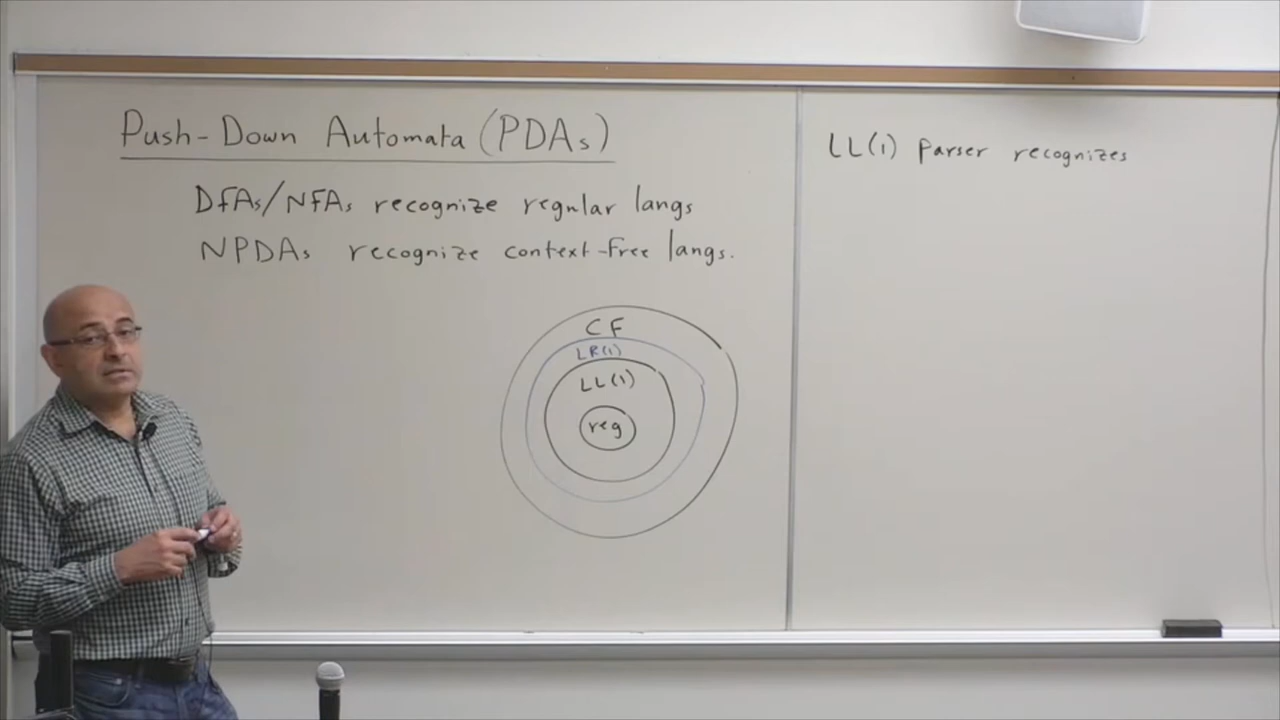 Push-Down Automata (PDAs)
DFAs/NFAs recognize regular langs
NPDAs recognize context-free langs.
CF
LR(1)
LL(1)
reg
LL(1) parser recognizes